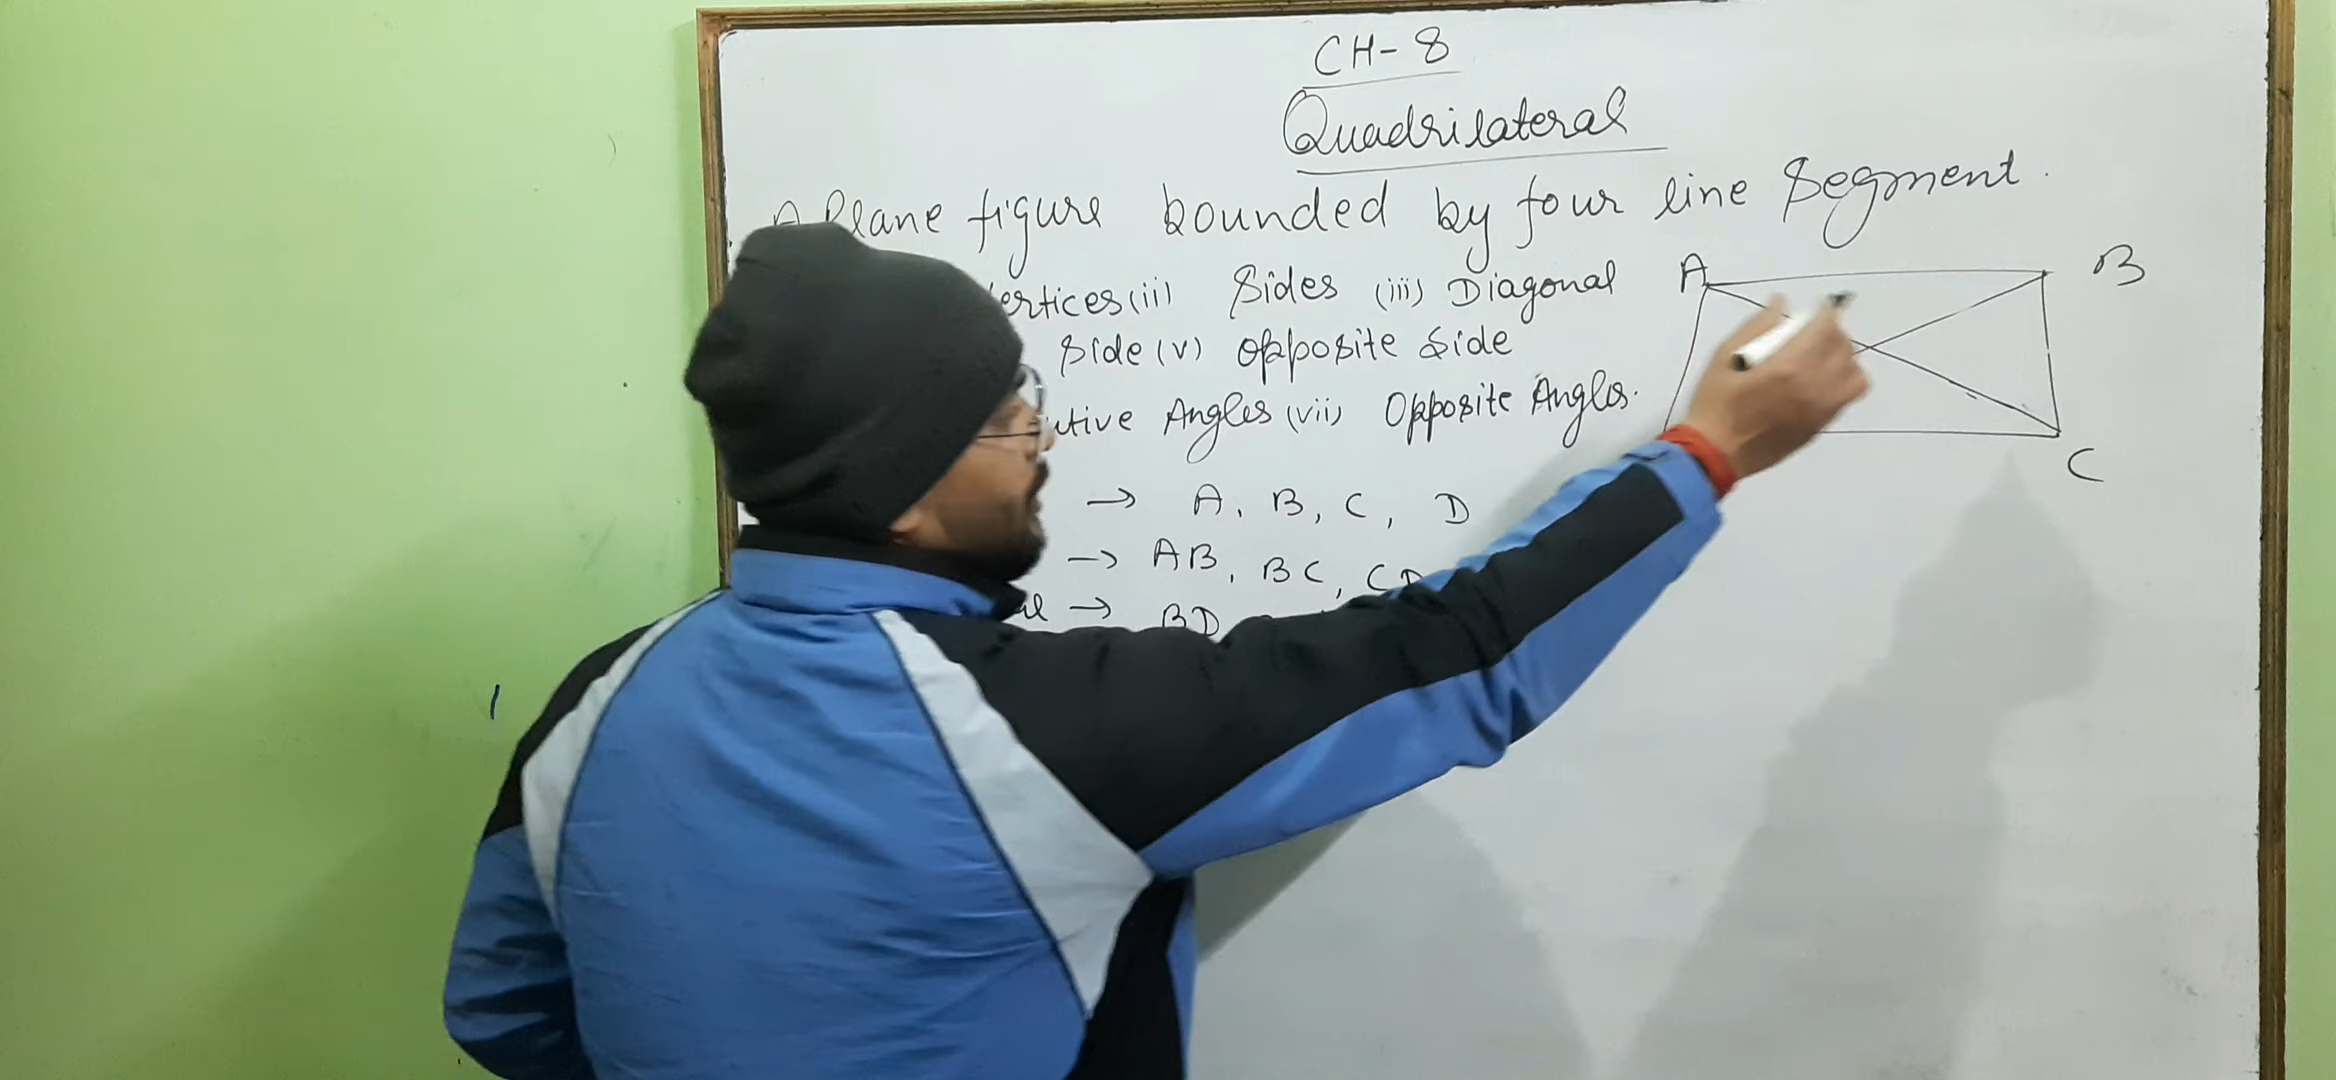 CH-8
Quadrilateral
A Plane figure bounded by four line Segment.
ertices (ii) Sides (iii) Diagonal
Side (v) Opposite Side
utive Angles (vii) Opposite Angles.
→ A, B, C, D
→ AB, BC, CD
→ BD
A
B
C